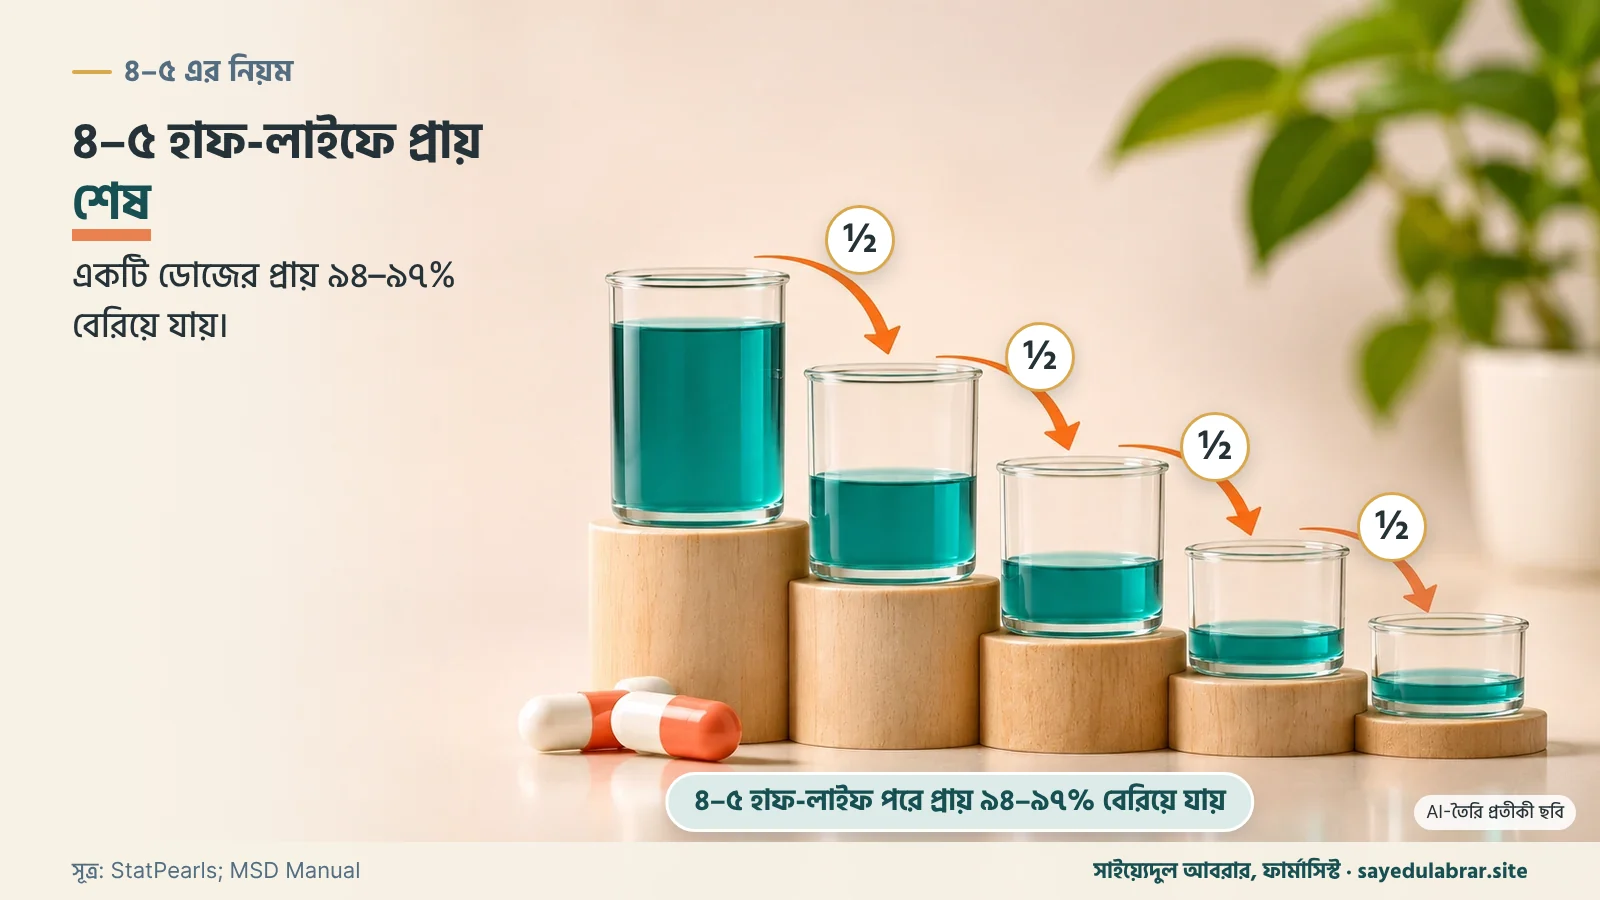 ৪–৫ এর নিয়ম
৪–৫ হাফ-লাইফে প্রায়
শেষ
একটি ডোজের প্রায় ৯৪–৯৭%
বেরিয়ে যায়।
½
½
½
½
৪–৫ হাফ-লাইফ পরে প্রায় ৯৪–৯৭% বেরিয়ে যায়
AI-তৈরি প্রতীকী ছবি
সূত্র: StatPearls; MSD Manual
সাইয়্যেদুল আবরার, ফার্মাসিস্ট · sayedulabrar.site